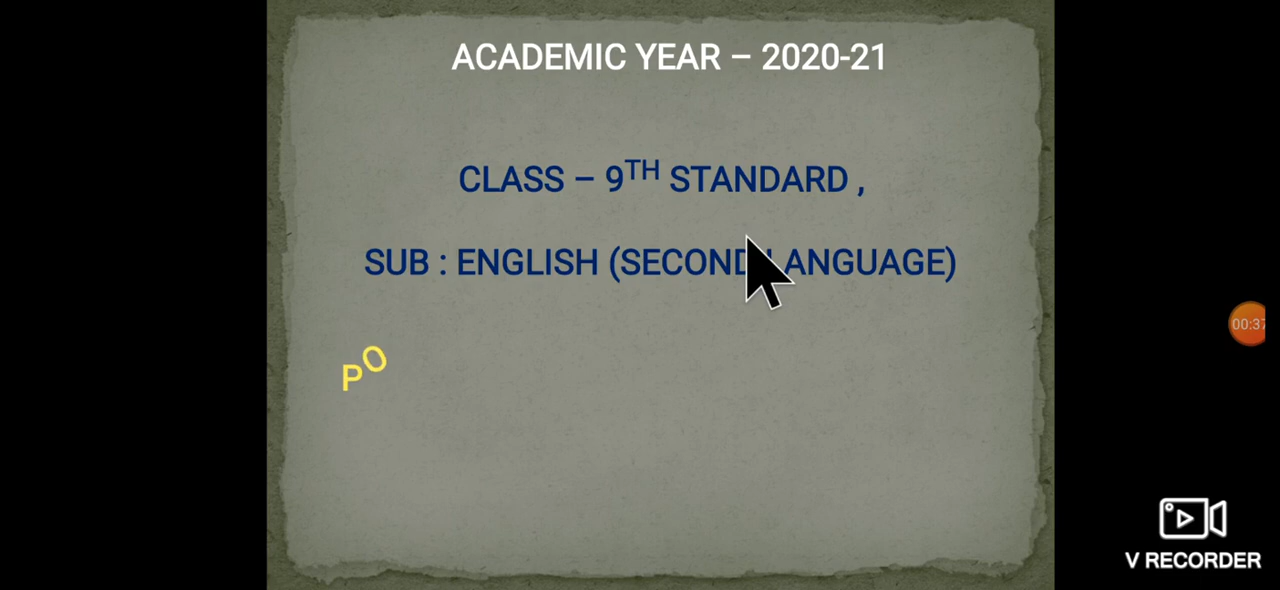 ACADEMIC YEAR – 2020-21
CLASS – 9TH STANDARD ,
SUB : ENGLISH (SECOND LANGUAGE)
PO
00:37
V RECORDER